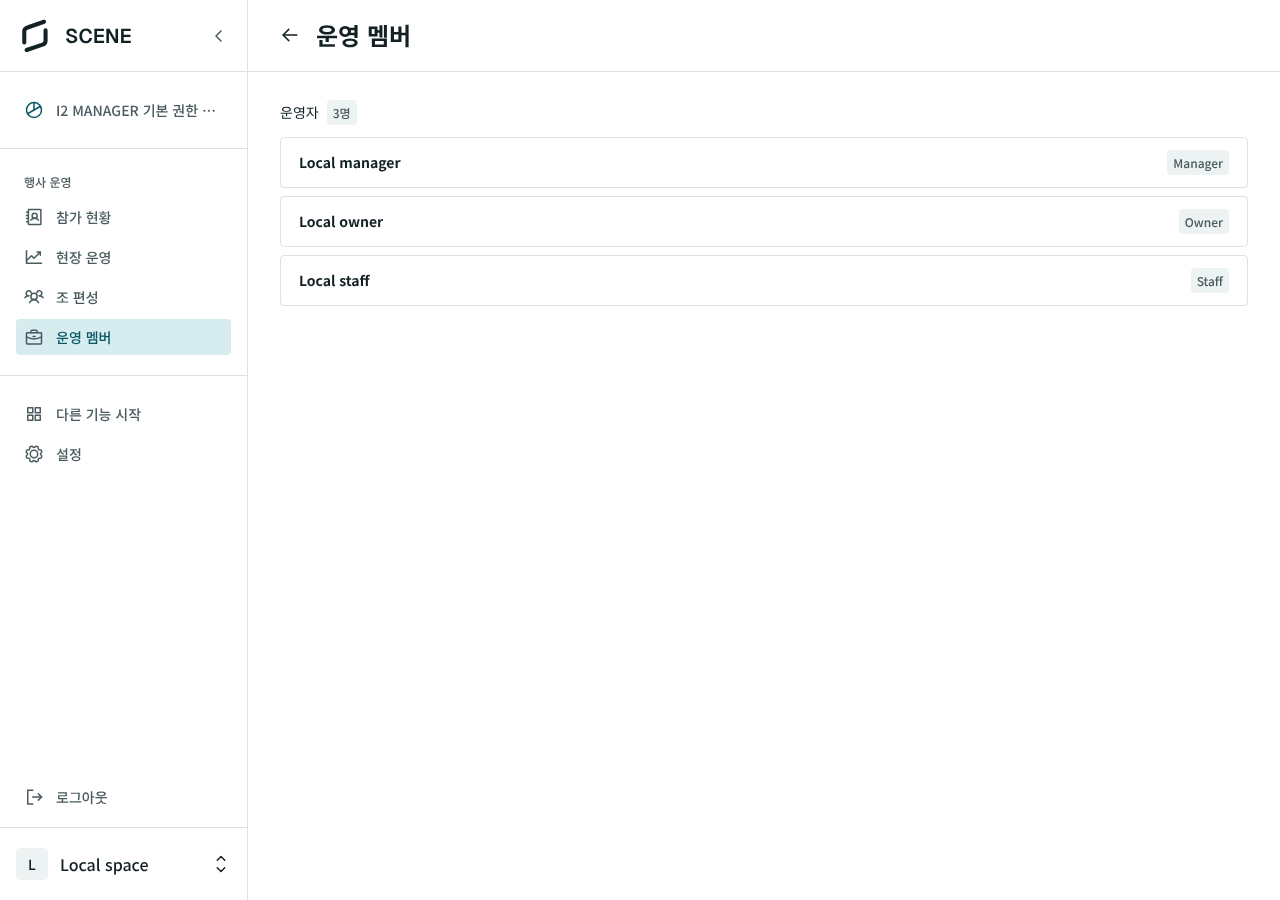 SCENE
I2 MANAGER 기본 권한 ···
행사 운영
참가 현황
현장 운영
조 편성
운영 멤버
다른 기능 시작
설정
로그아웃
L Local space
운영 멤버
운영자 3명
Local manager Manager
Local owner Owner
Local staff Staff